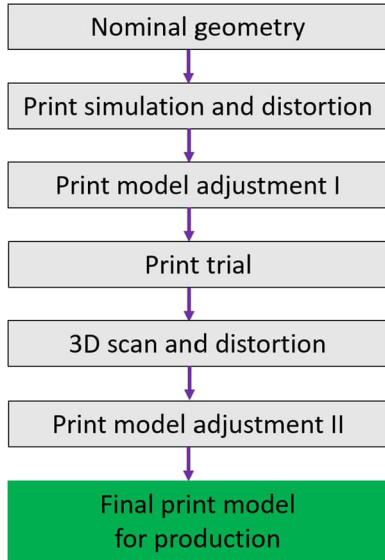 Nominal geometry
Print simulation and distortion
Print model adjustment I
Print trial
3D scan and distortion
Print model adjustment II
Final print model
for production